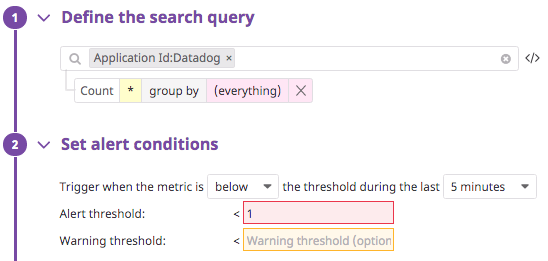 1 Define the search query
Application Id:Datadog × </>
Count * group by (everything) ×
2 Set alert conditions
Trigger when the metric is below the threshold during the last 5 minutes
Alert threshold: < 1
Warning threshold: < Warning threshold (option